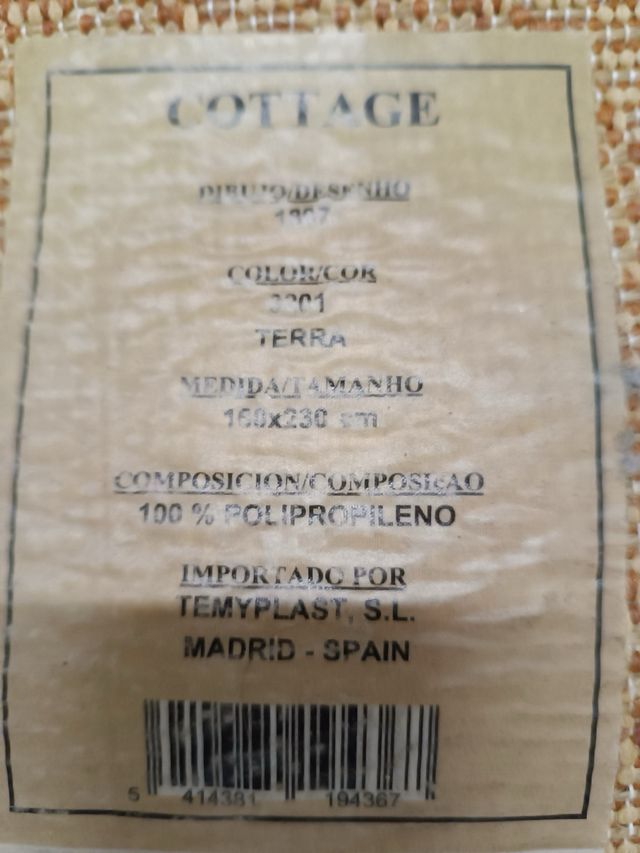 COTTAGE
DIBUJO/DESENHO
COLOR/COR
TERRA
MEDIDA/TAMANHO
160x230 cm
COMPOSICION/COMPOSIÇAO
100 % POLIPROPILENO
IMPORTADO POR
TEMYPLAST, S.L.
MADRID - SPAIN
5 414381 194367